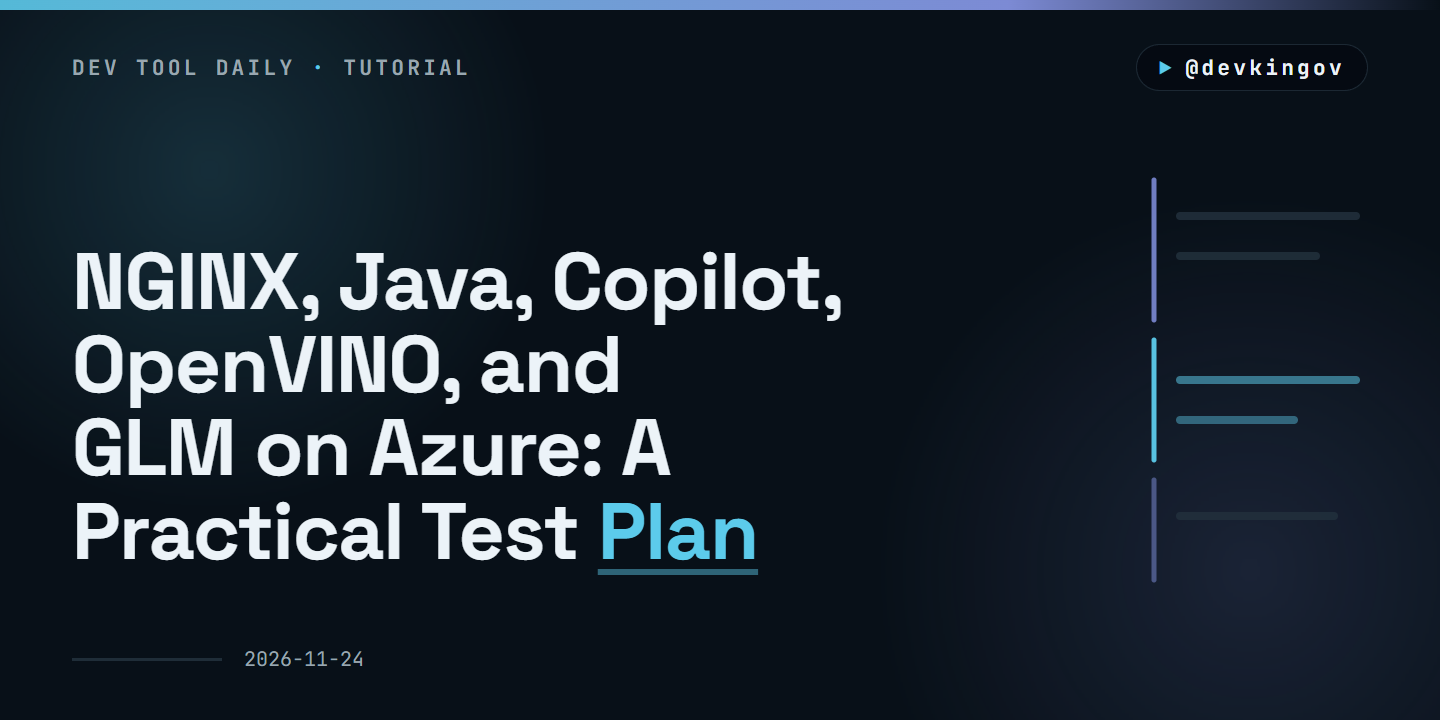 DEV TOOL DAILY · TUTORIAL
@devkingov
NGINX, Java, Copilot,
OpenVINO, and
GLM on Azure: A
Practical Test Plan
2026-11-24